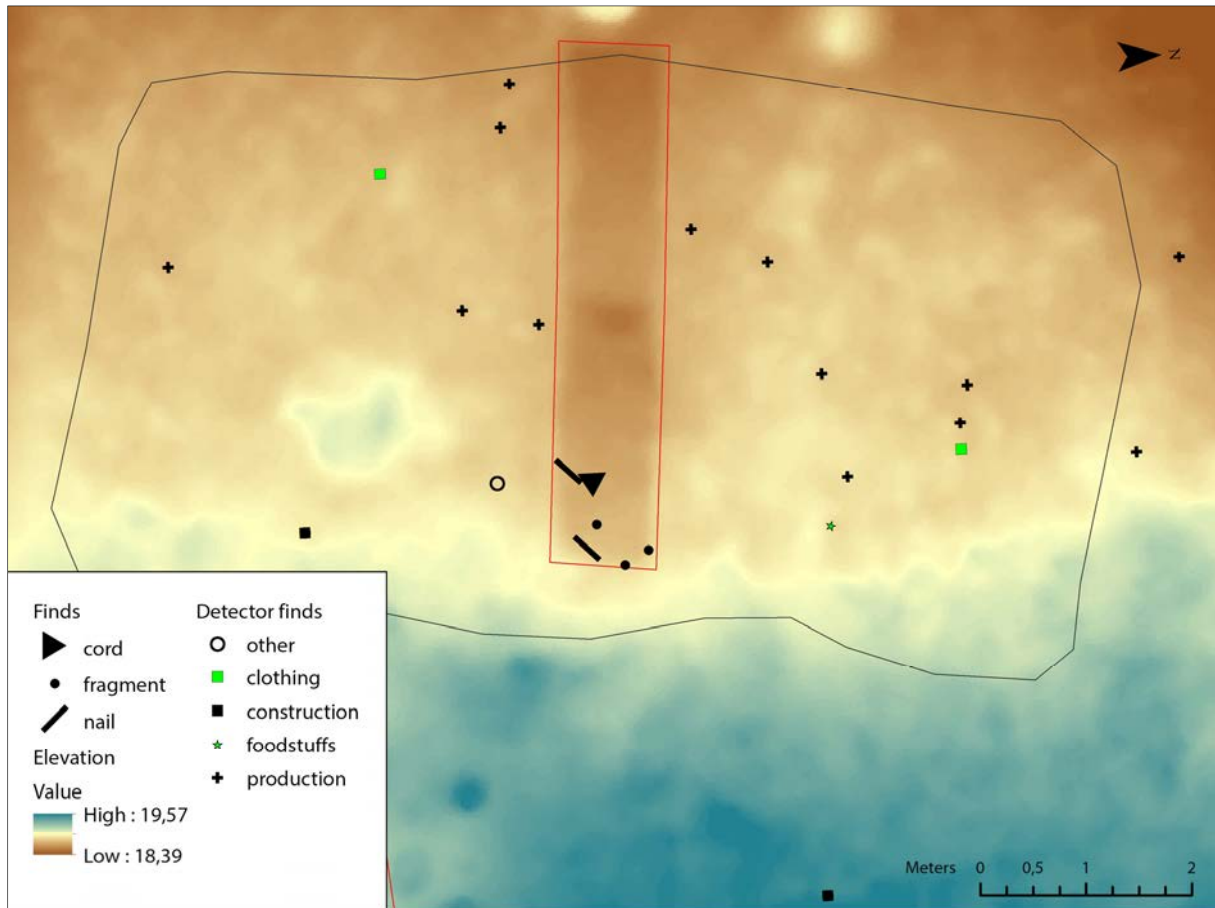 N
Finds
cord
fragment
nail
Elevation
Value
High : 19,57
Low : 18,39
Detector finds
other
clothing
construction
foodstuffs
production
Meters 0 0,5 1 2